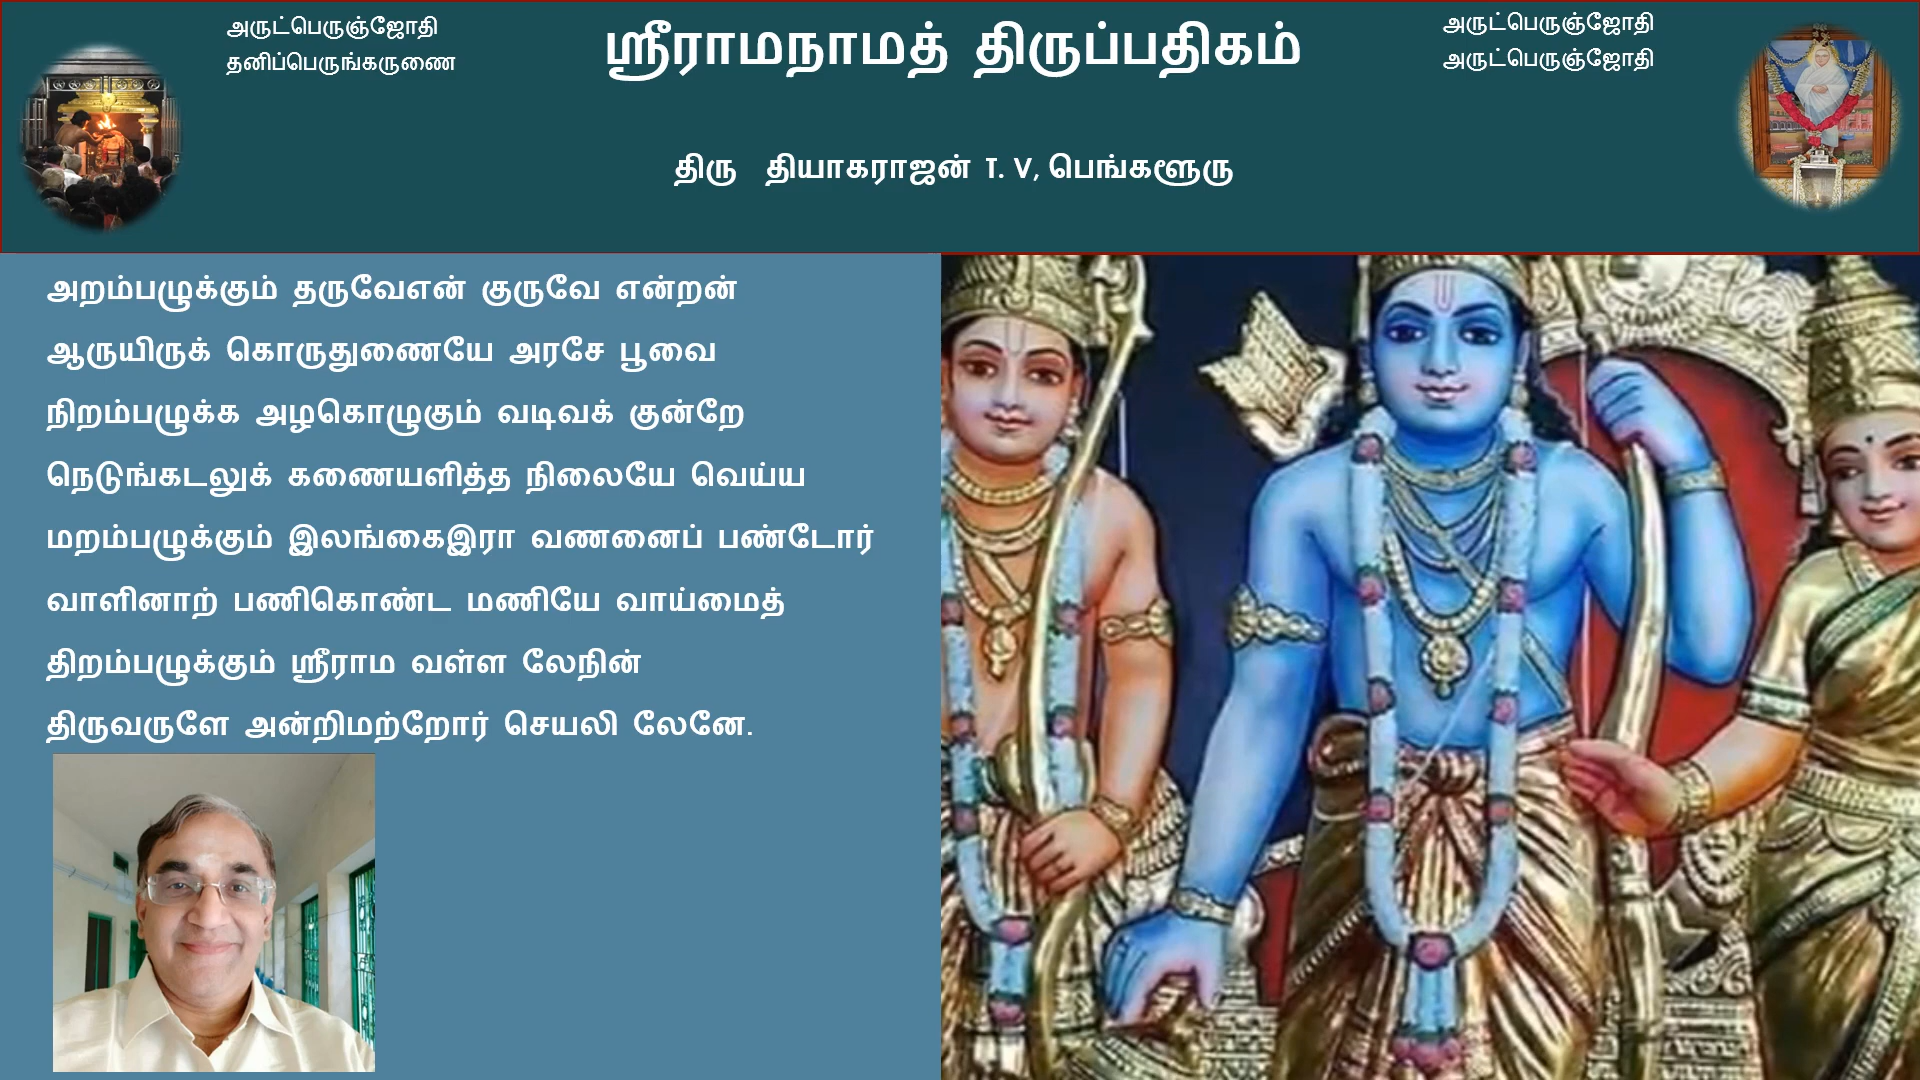 அருட்பெருஞ்ஜோதி
தனிப்பெருங்கருணை
ஸ்ரீராமநாமத் திருப்பதிகம்
அருட்பெருஞ்ஜோதி
அருட்பெருஞ்ஜோதி
திரு தியாகராஜன் T. V, பெங்களூரு
அறம்பழுக்கும் தருவேஎன் குருவே என்றன்
ஆருயிருக் கொருதுணையே அரசே பூவை
நிறம்பழுக்க அழகொழுகும் வடிவக் குன்றே
நெடுங்கடலுக் கணையளித்த நிலையே வெய்ய
மறம்பழுக்கும் இலங்கைஇரா வணனைப் பண்டோர்
வாளினாற் பணிகொண்ட மணியே வாய்மைத்
திறம்பழுக்கும் ஸ்ரீராம வள்ள லேநின்
திருவருளே அன்றிமற்றோர் செயலி லேனே.